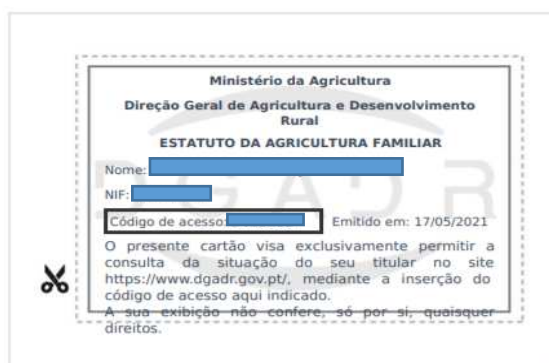 Ministério da Agricultura
Direção Geral de Agricultura e Desenvolvimento
Rural
ESTATUTO DA AGRICULTURA FAMILIAR
Nome:
NIF:
Código de acesso: Emitido em: 17/05/2021
O presente cartão visa exclusivamente permitir a
consulta da situação do seu titular no site
https://www.dgadr.gov.pt/, mediante a inserção do
código de acesso aqui indicado.
A sua exibição não confere, só por si, quaisquer
direitos.
DGADR